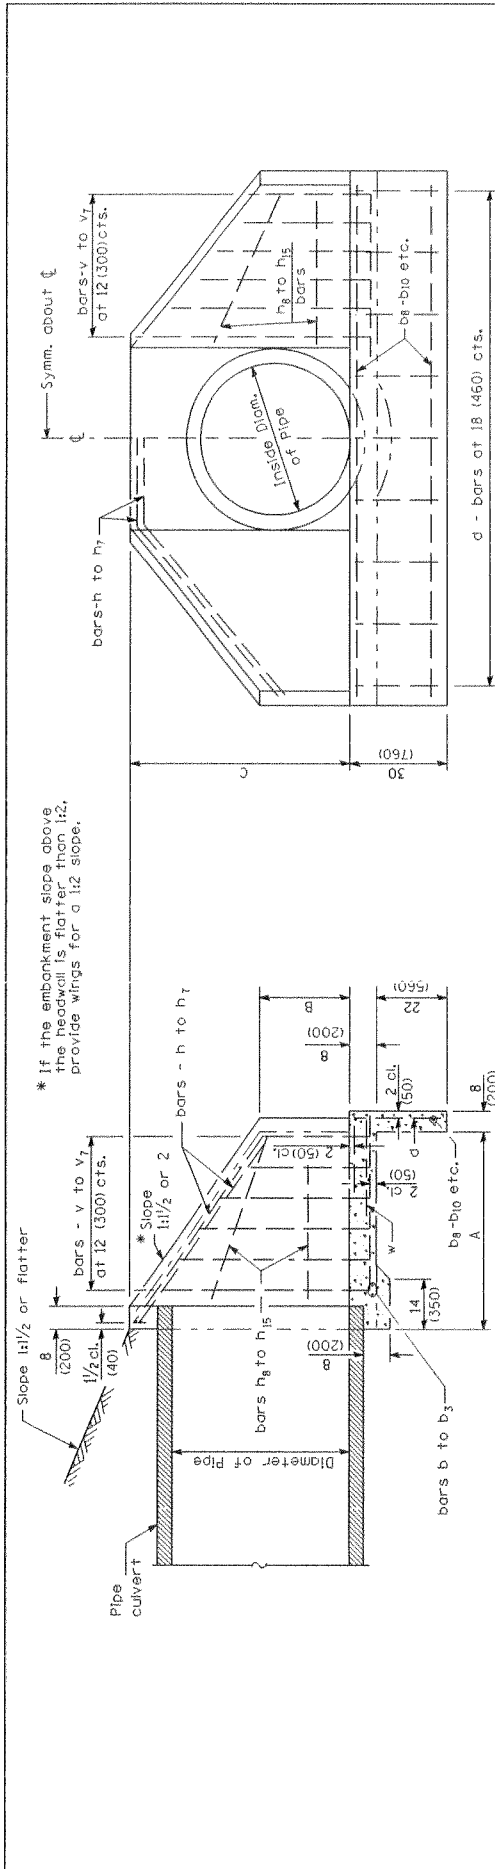 Slope 1:1½ or flatter
Pipe
culvert
8
(200)
1½ cl.
(40)
bars - v to v₇
at 12 (300) cts.
* Slope
1:1½ or 2
bars - h to h₇
* If the embankment slope above
the headwall is flatter than 1:2,
provide wings for a 1:2 slope.
Diameter of Pipe
bars h₈ to h₁₅
8
(200)
14
(350)
bars b to b₃
2 (50) cl.
w
2 cl.
(50)
b₈-b₁₀ etc.
A
d
2 cl.
(50)
8
(200)
B
8
(200)
22
(560)
C
30
(760)
bars-h to h₇
Symm. about ℄
℄
Inside Diam.
of Pipe
bars-v to v₇
at 12 (300) cts.
h₈ to h₁₅
bars
b₈-b₁₀ etc.
d - bars at 18 (460) cts.